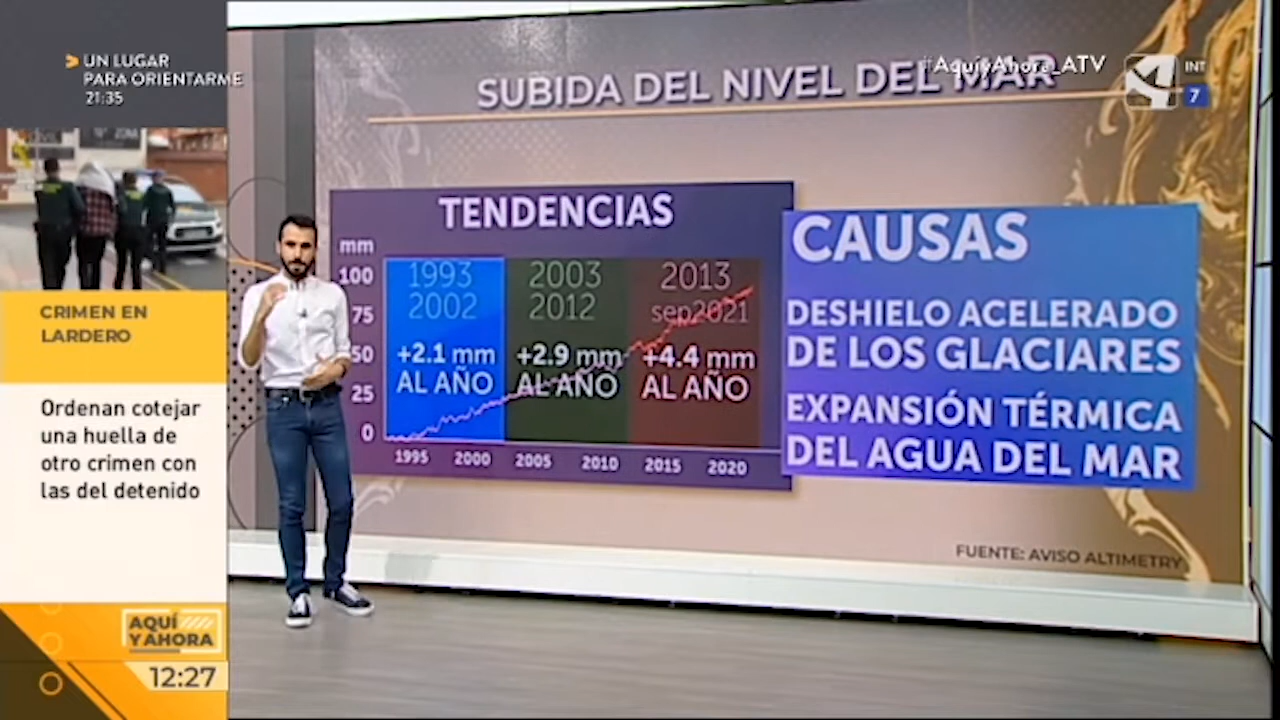 UN LUGAR
PARA ORIENTARME
21:35
CRIMEN EN
LARDERO
Ordenan cotejar
una huella de
otro crimen con
las del detenido
AQUÍ
Y AHORA
12:27
#AquíyAhora_ATV
INT
7
SUBIDA DEL NIVEL DEL MAR
TENDENCIAS
mm
100
75
50
25
0
1993
2002
+2.1 mm
AL AÑO
2003
2012
+2.9 mm
AL AÑO
2013
sep2021
+4.4 mm
AL AÑO
1995 2000 2005 2010 2015 2020
CAUSAS
DESHIELO ACELERADO
DE LOS GLACIARES
EXPANSIÓN TÉRMICA
DEL AGUA DEL MAR
FUENTE: AVISO ALTIMETRY